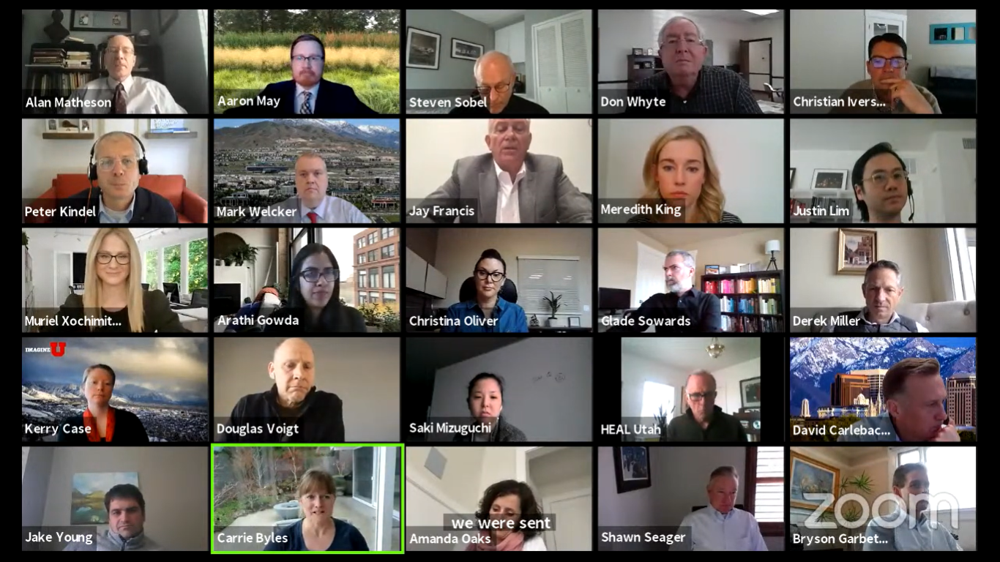 Alan Matheson
Aaron May
Steven Sobel
Don Whyte
Christian Ivers...
Peter Kindel
Mark Welcker
Jay Francis
Meredith King
Justin Lim
Muriel Xochimit...
Arathi Gowda
Christina Oliver
Glade Sowards
Derek Miller
IMAGINE U
Kerry Case
Douglas Voigt
Saki Mizuguchi
HEAL Utah
David Carlebac...
Jake Young
Carrie Byles
we were sent
Amanda Oaks
Shawn Seager
zoom
Bryson Garbet...